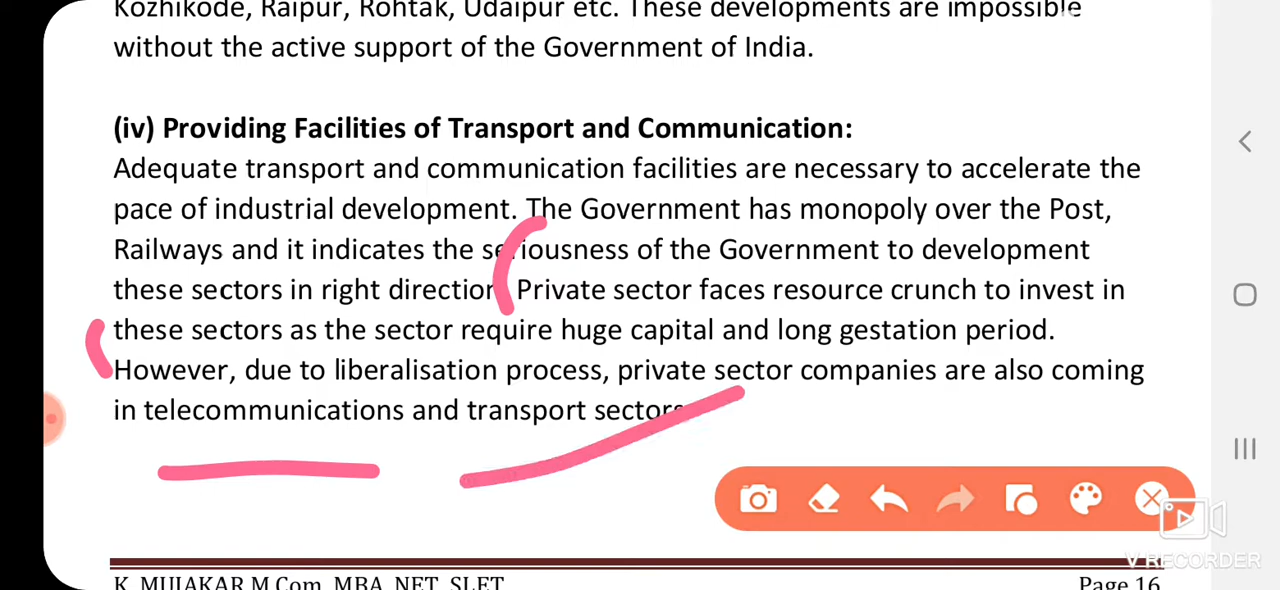 Kozhikode, Raipur, Rohtak, Udaipur etc. These developments are impossible
without the active support of the Government of India.
(iv) Providing Facilities of Transport and Communication:
Adequate transport and communication facilities are necessary to accelerate the
pace of industrial development. The Government has monopoly over the Post,
Railways and it indicates the seriousness of the Government to development
these sectors in right direction. Private sector faces resource crunch to invest in
these sectors as the sector require huge capital and long gestation period.
However, due to liberalisation process, private sector companies are also coming
in telecommunications and transport sectors.
V RECORDER
K. MUJAKAR M.Com, MBA, NET, SLET Page 16